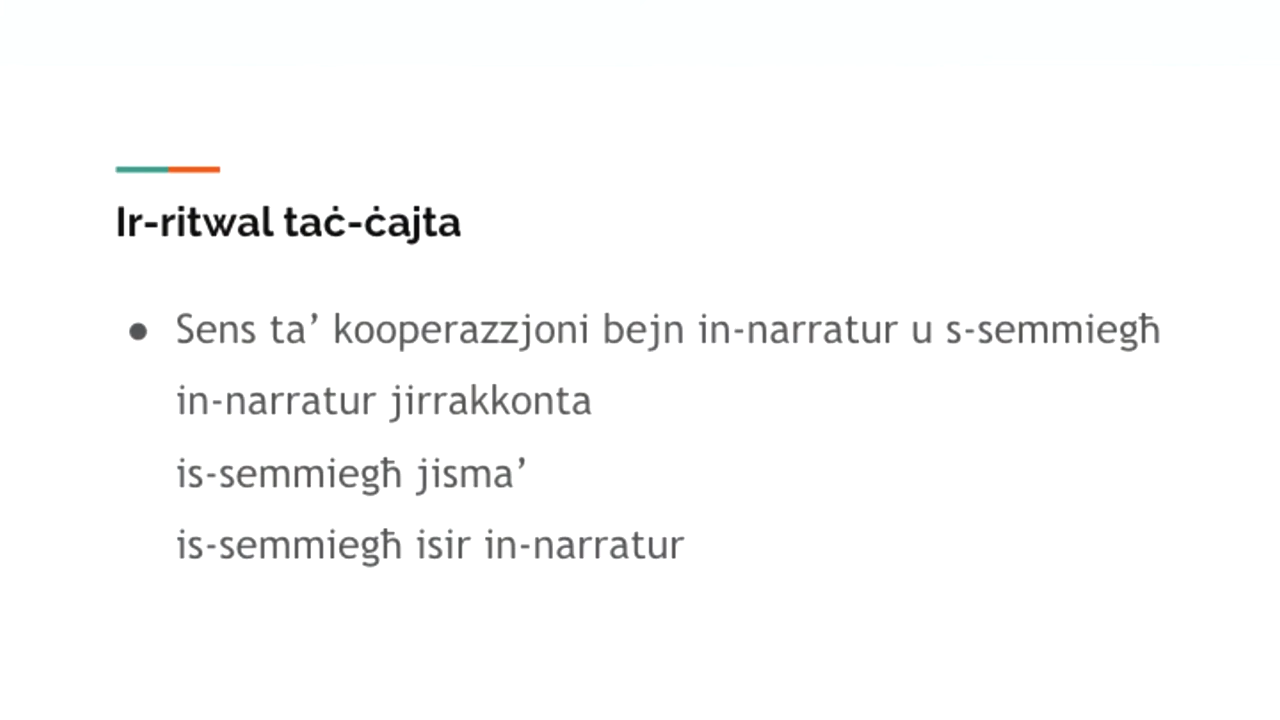 Ir-ritwal taċ-ċajta
● Sens ta’ kooperazzjoni bejn in-narratur u s-semmiegħ
in-narratur jirrakkonta
is-semmiegħ jisma’
is-semmiegħ isir in-narratur